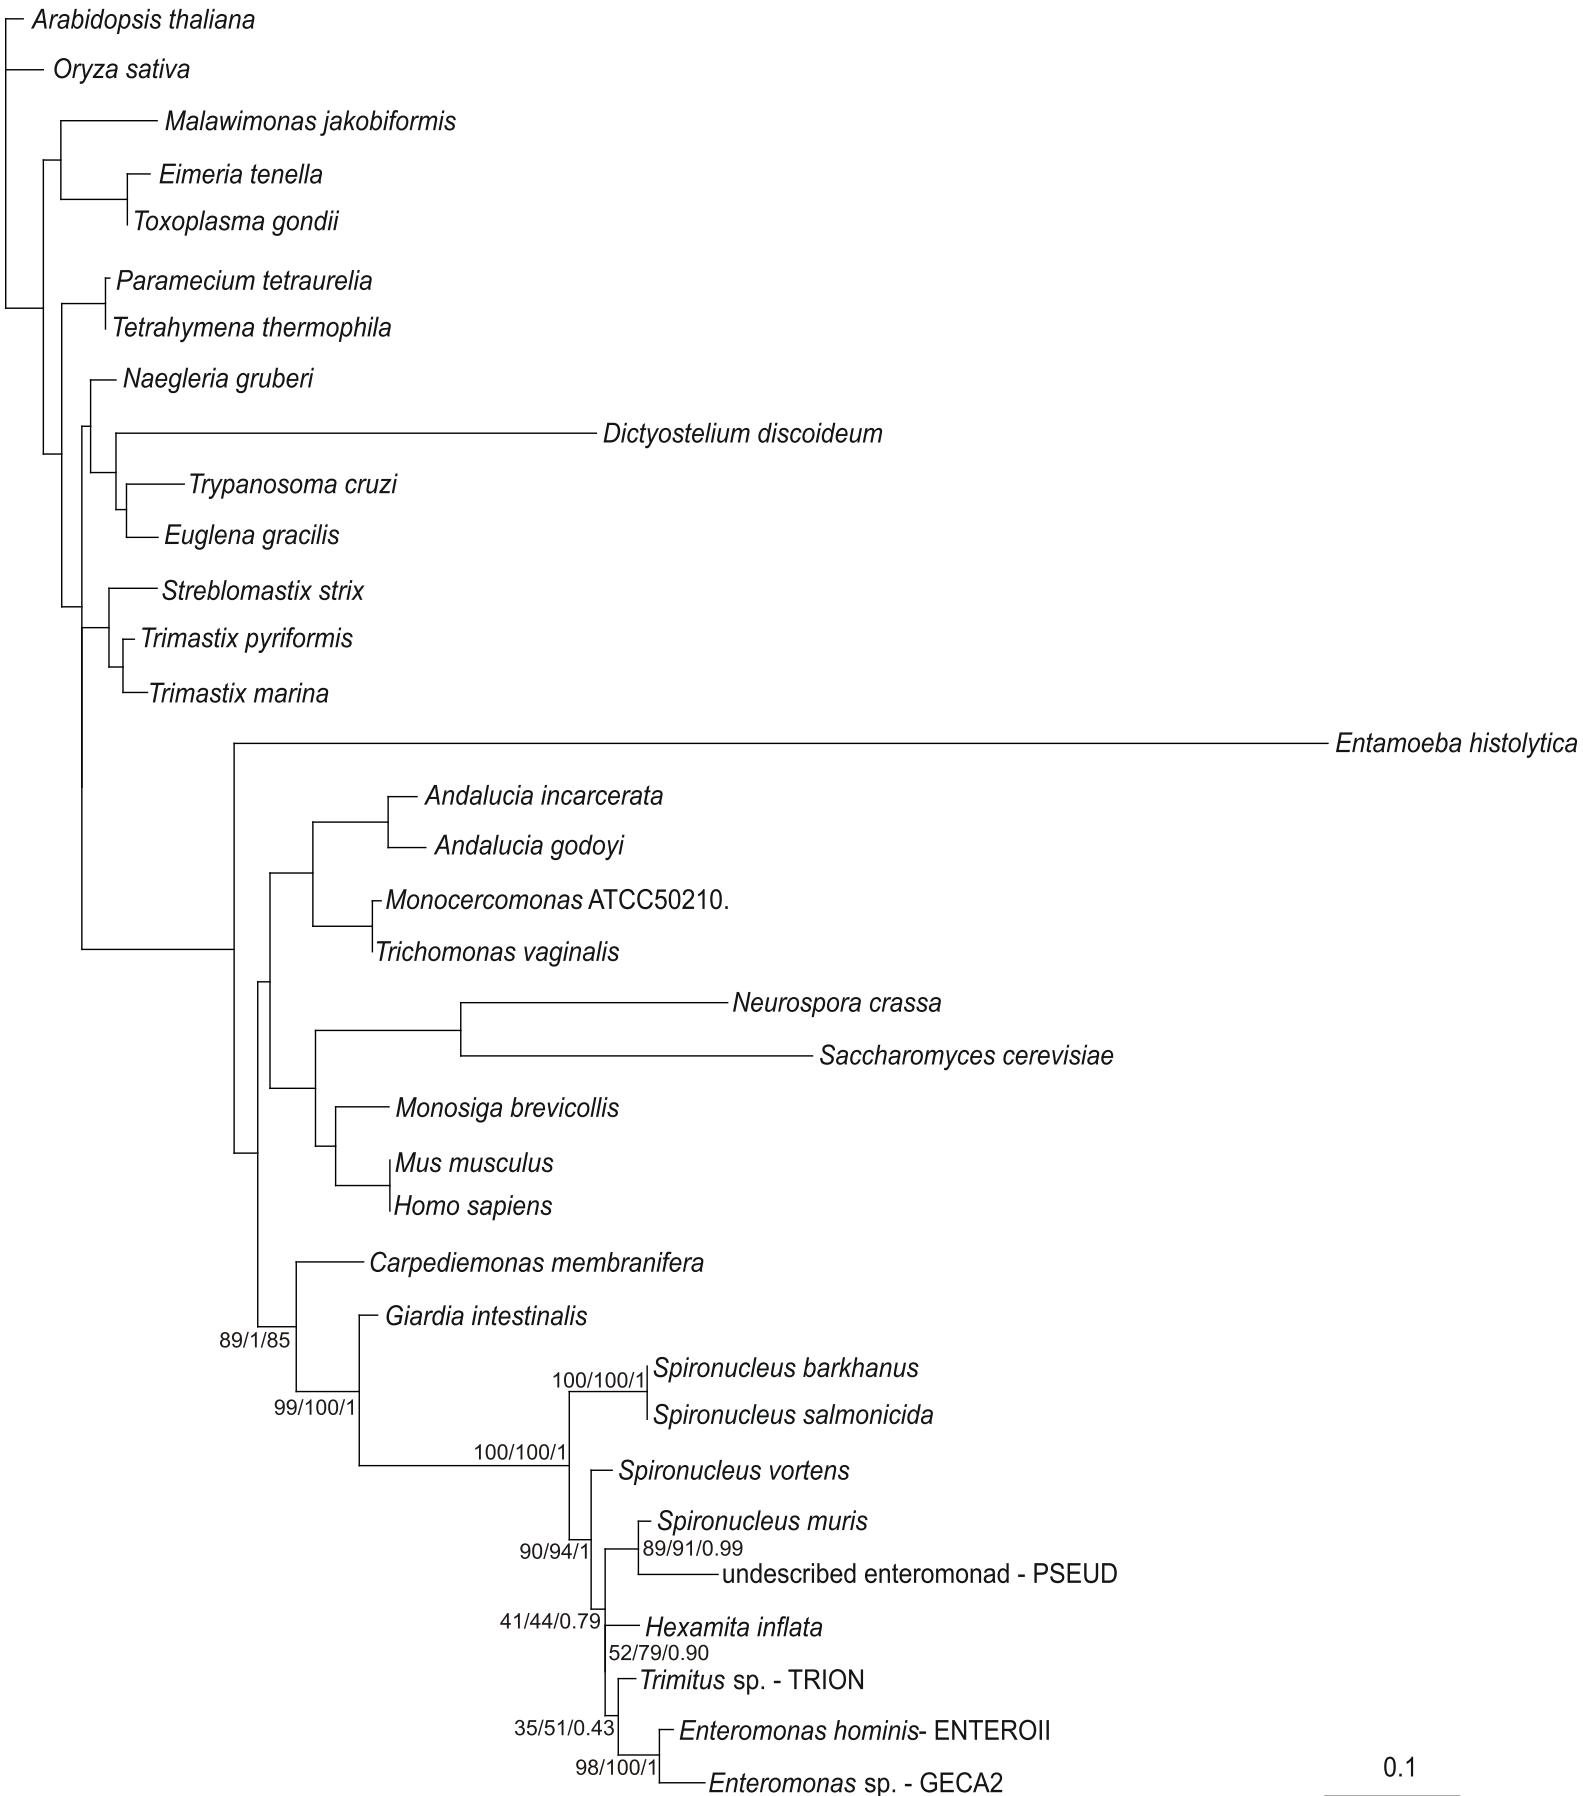 Arabidopsis thaliana
Oryza sativa
Malawimonas jakobiformis
Eimeria tenella
Toxoplasma gondii
Paramecium tetraurelia
Tetrahymena thermophila
Naegleria gruberi
Dictyostelium discoideum
Trypanosoma cruzi
Euglena gracilis
Streblomastix strix
Trimastix pyriformis
Trimastix marina
Entamoeba histolytica
Andalucia incarcerata
Andalucia godoyi
Monocercomonas ATCC50210.
Trichomonas vaginalis
Neurospora crassa
Saccharomyces cerevisiae
Monosiga brevicollis
Mus musculus
Homo sapiens
Carpediemonas membranifera
Giardia intestinalis
89/1/85
Spironucleus barkhanus
100/100/1
99/100/1
Spironucleus salmonicida
100/100/1
Spironucleus vortens
Spironucleus muris
90/94/1
89/91/0.99
undescribed enteromonad - PSEUD
41/44/0.79
Hexamita inflata
52/79/0.90
Trimitus sp. - TRION
35/51/0.43
Enteromonas hominis- ENTEROII
98/100/1
Enteromonas sp. - GECA2
0.1